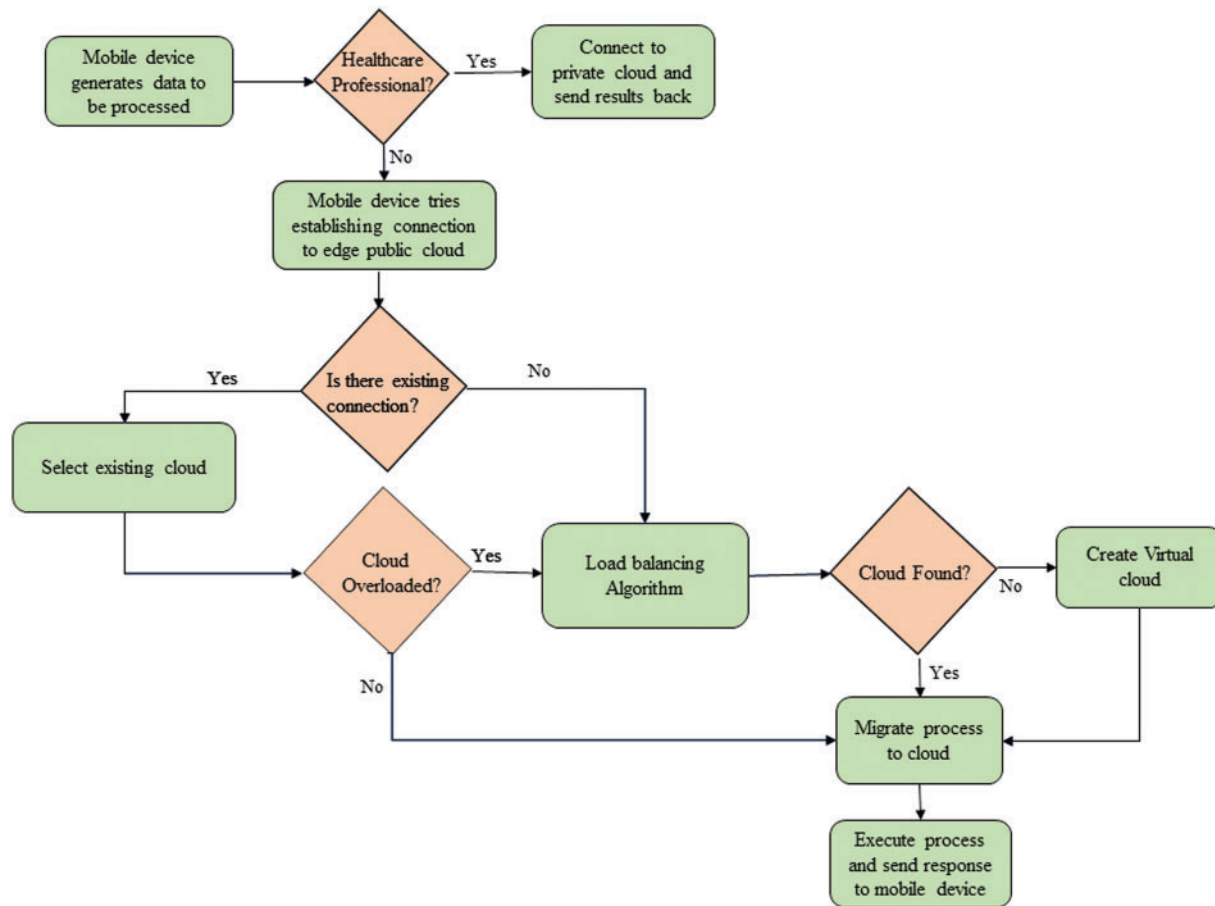 Mobile device
generates data to
be processed
Healthcare
Professional?
Yes
Connect to
private cloud and
send results back
No
Mobile device tries
establishing connection
to edge public cloud
Is there existing
connection?
Yes
No
Select existing cloud
Cloud
Overloaded?
Yes
No
Load balancing
Algorithm
Cloud Found?
No
Create Virtual
cloud
Yes
Migrate process
to cloud
Execute process
and send response
to mobile device